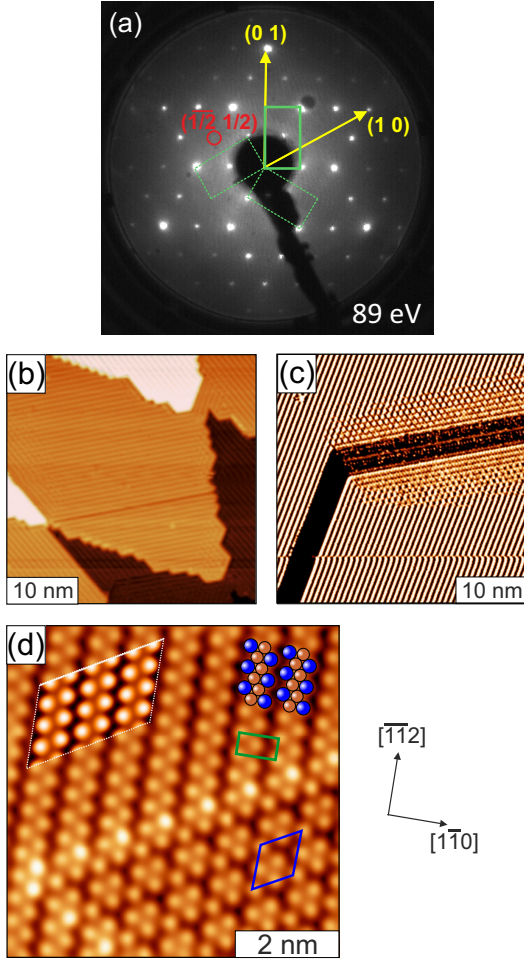 (a)
(0 1)
(1̅/̅2̅ 1/2)
(1 0)
89 eV
(b)
10 nm
(c)
10 nm
(d)
2 nm
[1̅1̅2]
[11̅0]